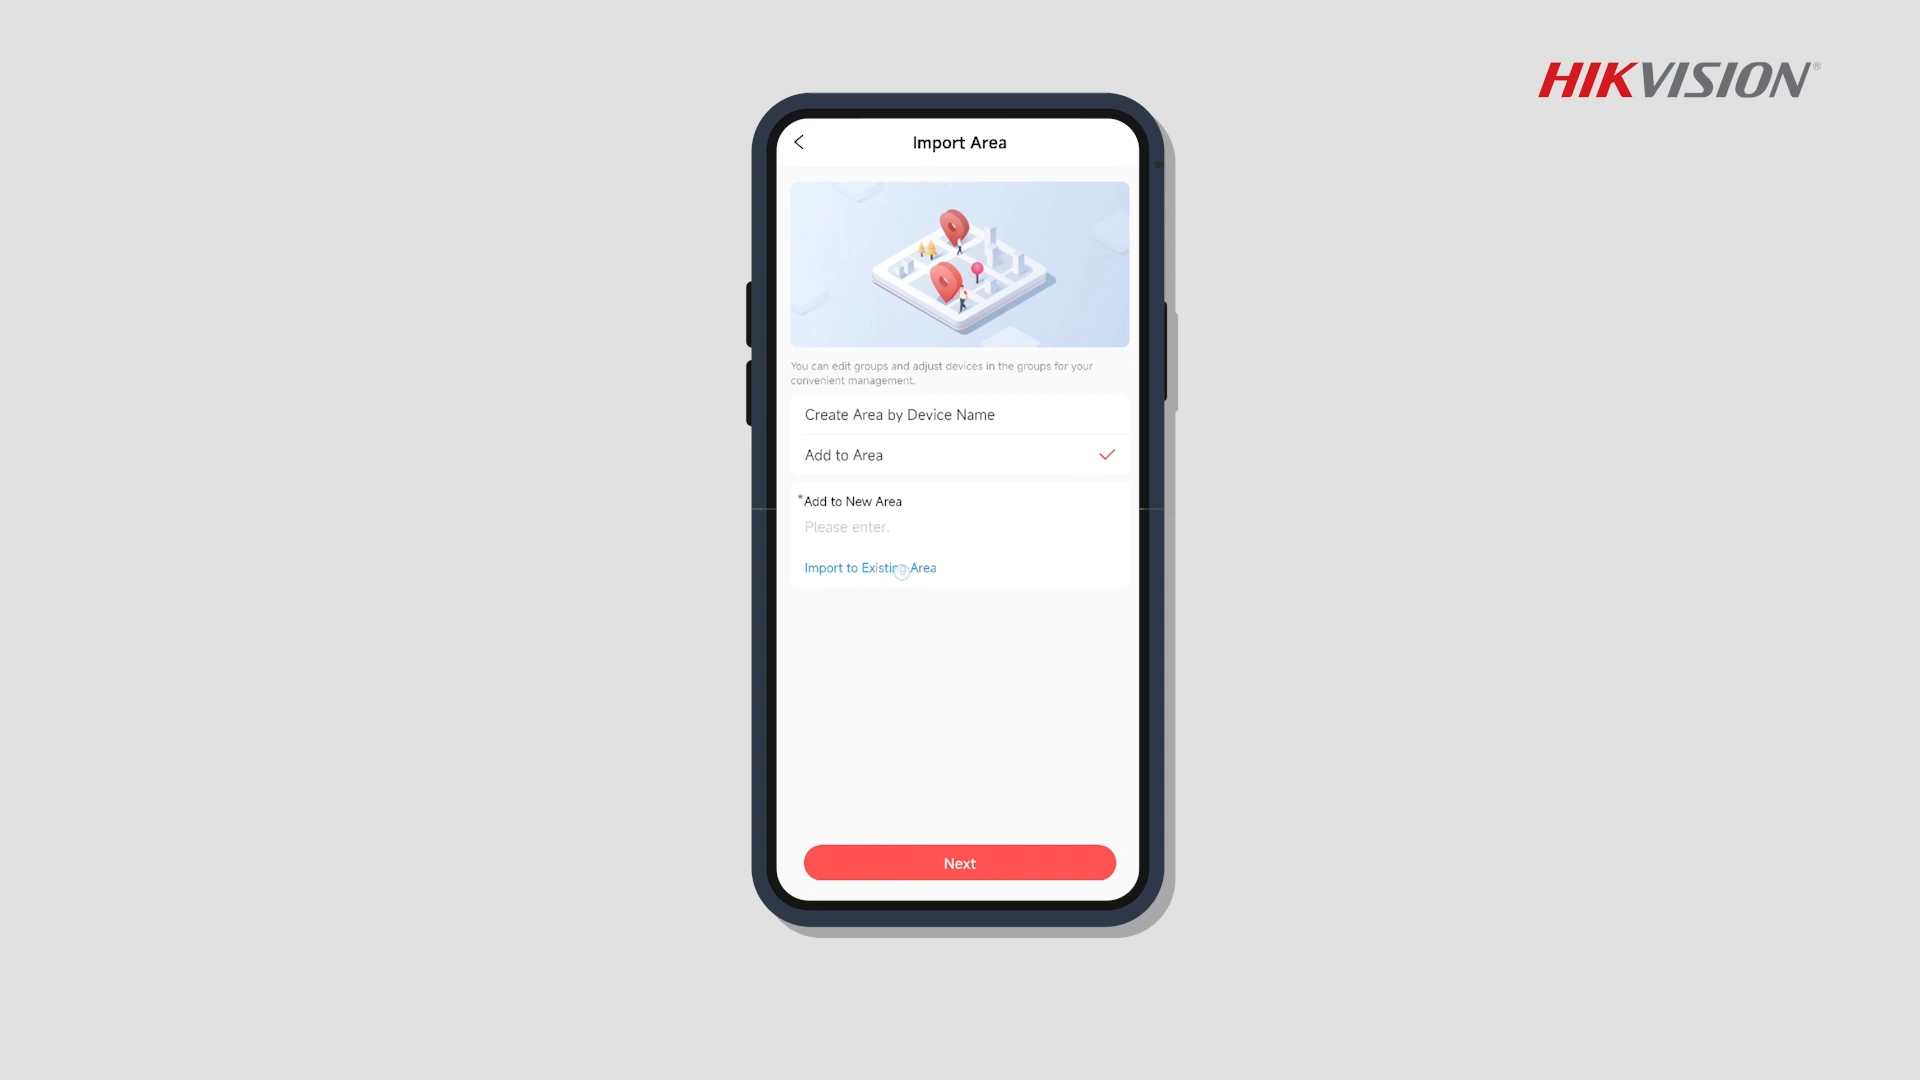 HIKVISION®
Import Area
You can edit groups and adjust devices in the groups for your
convenient management.
Create Area by Device Name
Add to Area
*Add to New Area
Please enter.
Import to Existing Area
Next